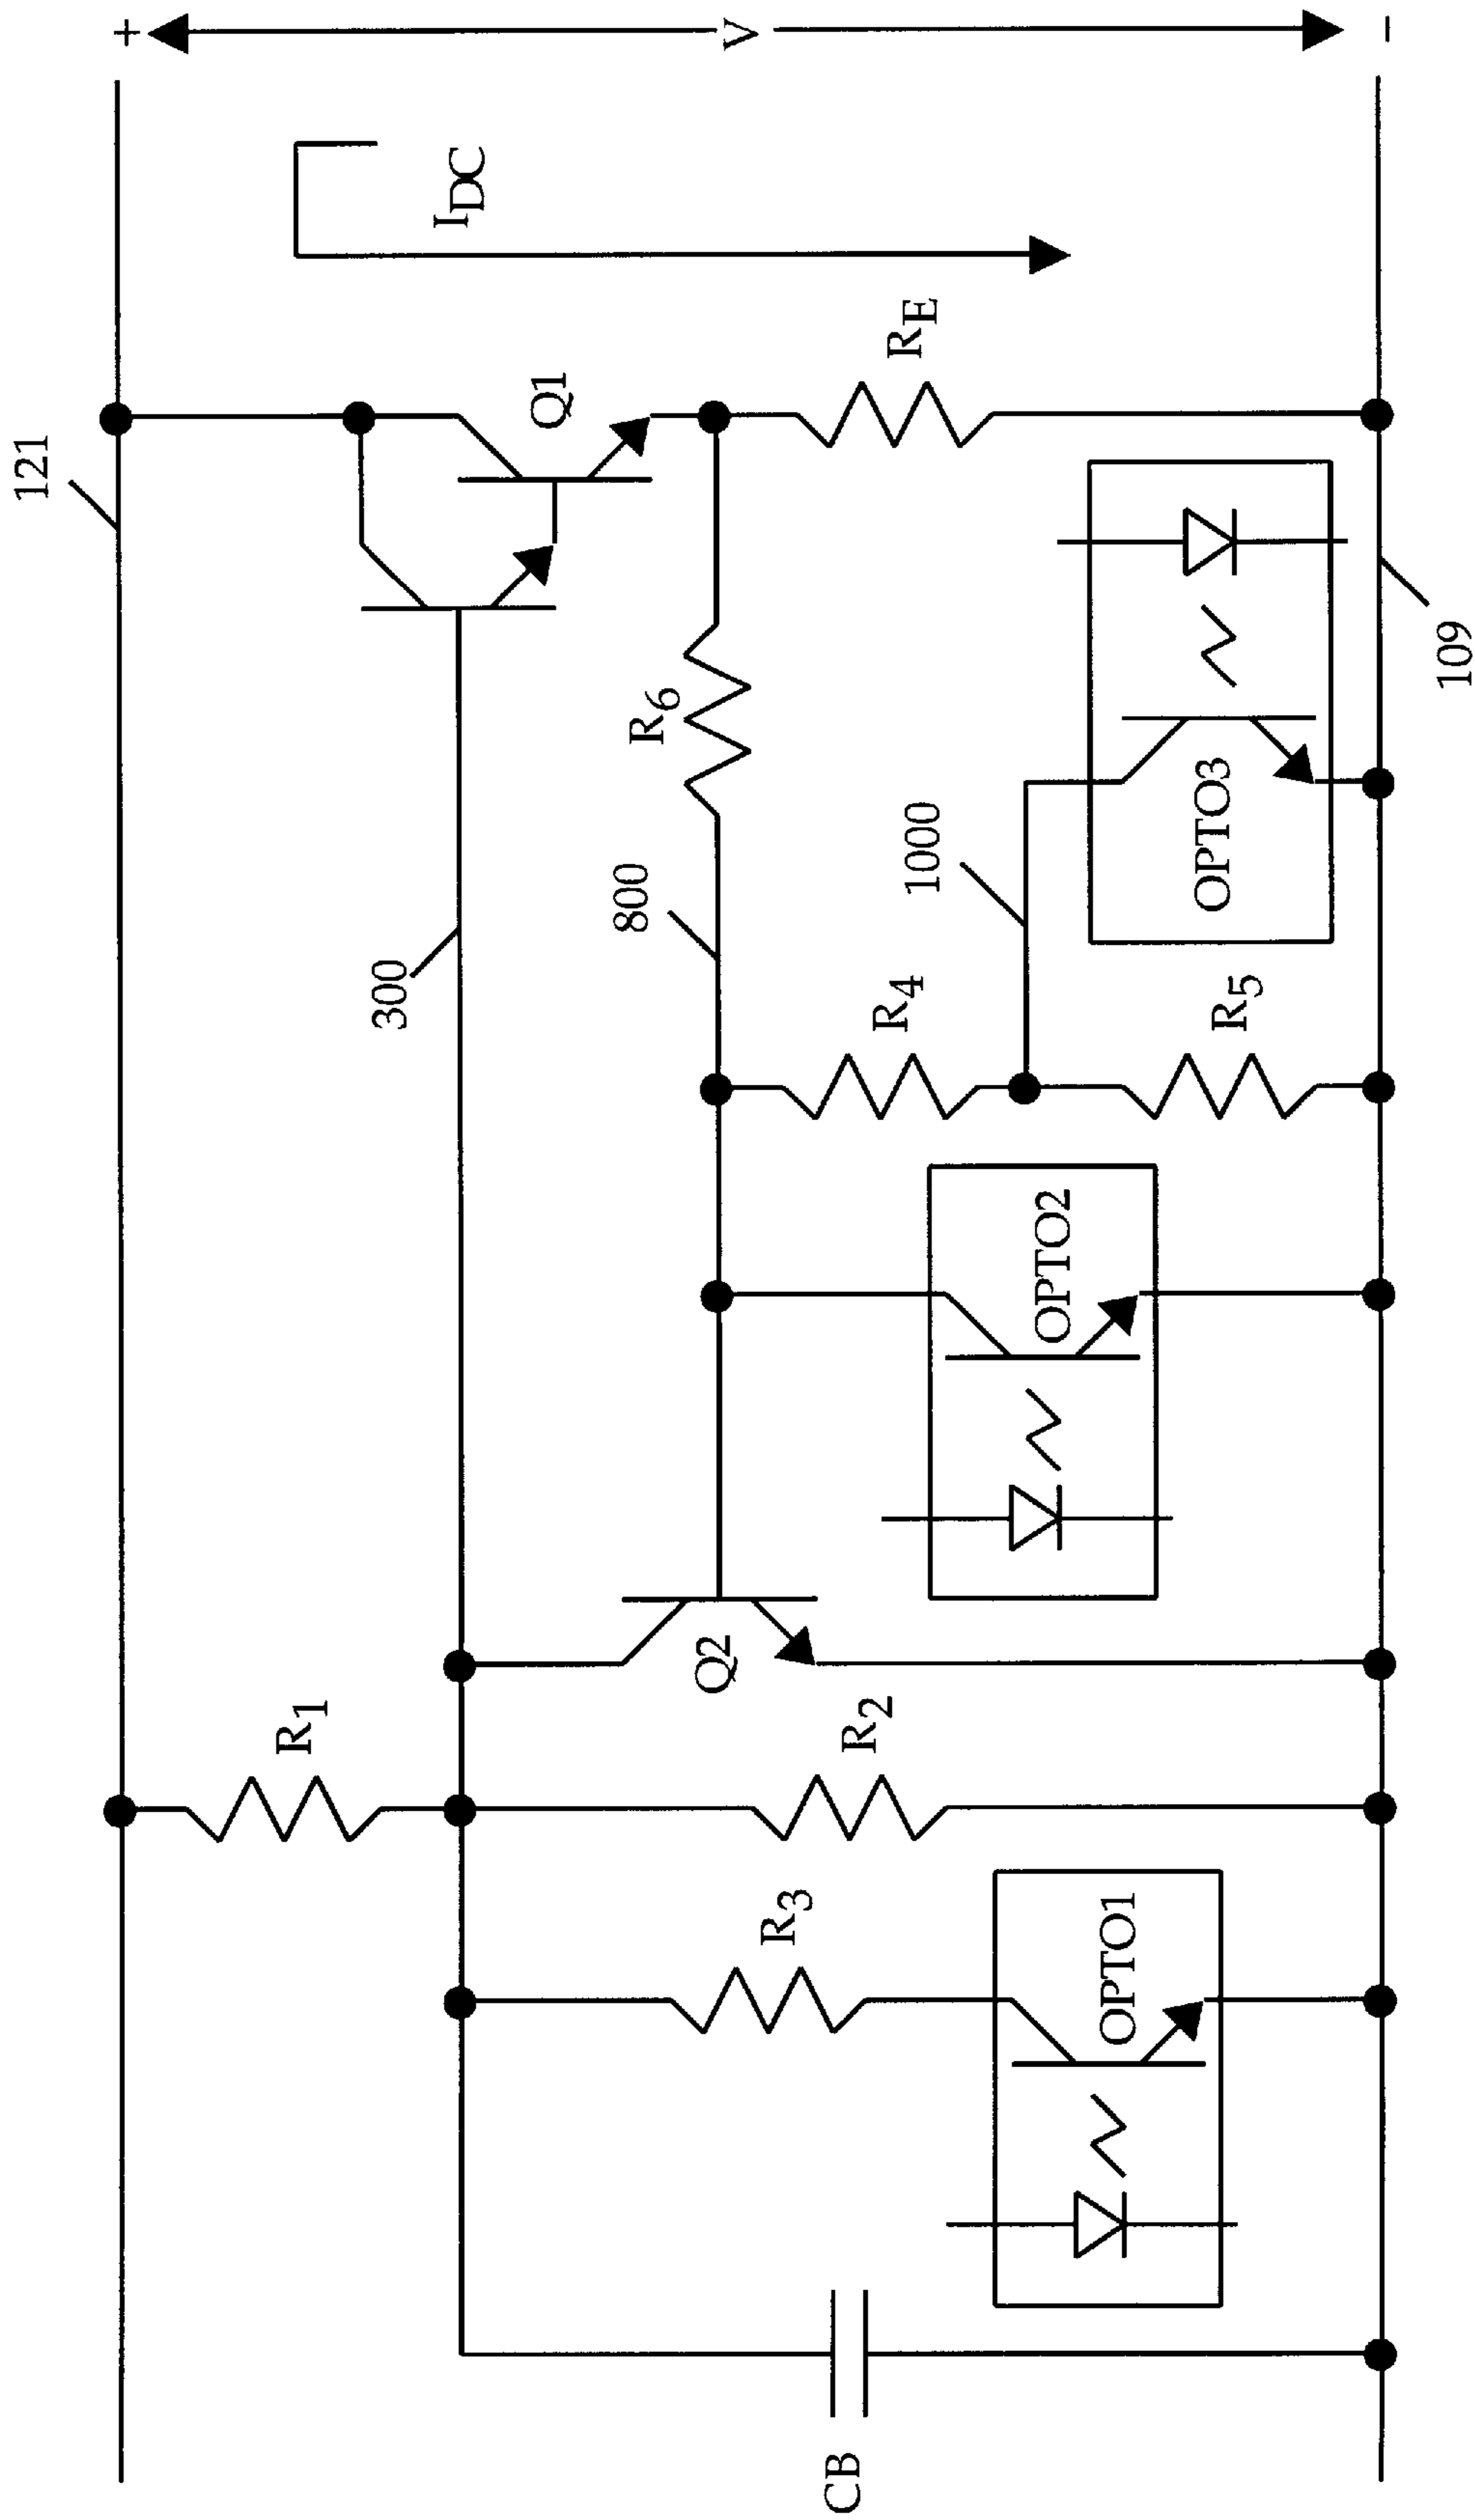 +
V
-
I_DC
121
Q1
R_E
300
R_6
800
1000
109
OPTO3
R_4
R_5
OPTO2
Q2
R_1
R_2
R_3
OPTO1
CB